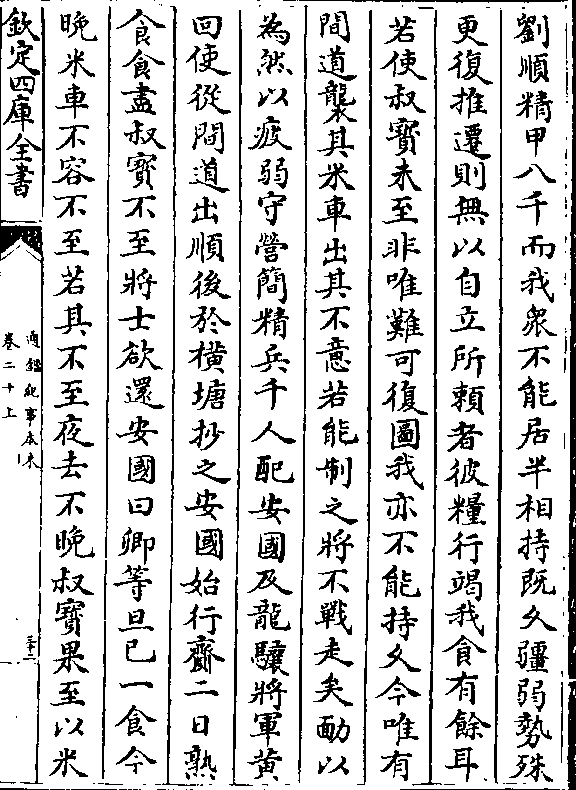 劉順精甲八千而我衆不能居半相持既久彊弱勢殊
更復推遷則無以自立所頼者彼糧行竭我食有餘耳
若使叔寳米至非唯難可復圖我亦不能持久今唯有
間道襲其米車出其不意若能制之將不戰走矣勔以
為然以疲弱守營簡精兵千人配安國及龍驤將軍黄
回使從間道出順後於横塘抄之安國始行齎二日熟
食食盡叔寳不至將士欲還安國曰卿等旦已一食今
晚米車不容不至若其不至夜去不晚叔寳果至以米
欽定四庫全書
通鑑紀事本末
卷二十上
三十二